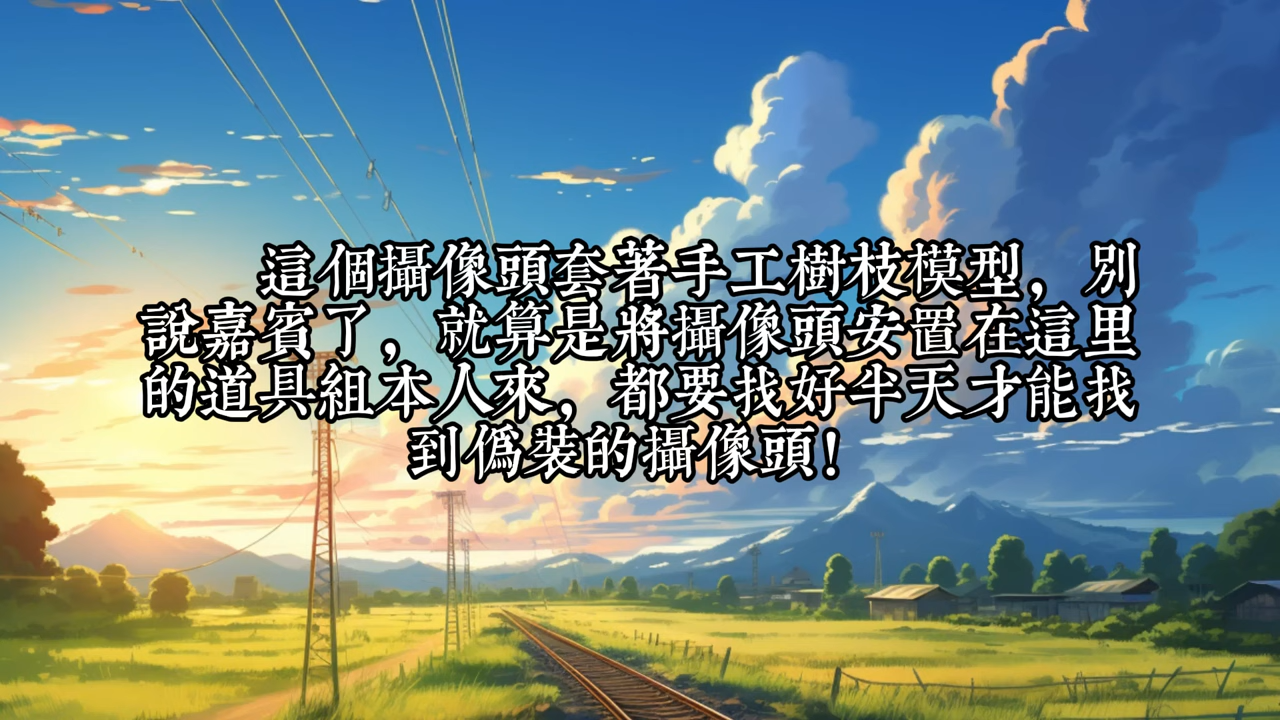 這個攝像頭套著手工樹枝模型，別
說嘉賓了，就算是將攝像頭安置在這里
的道具組本人來，都要找好半天才能找
到僞裝的攝像頭！